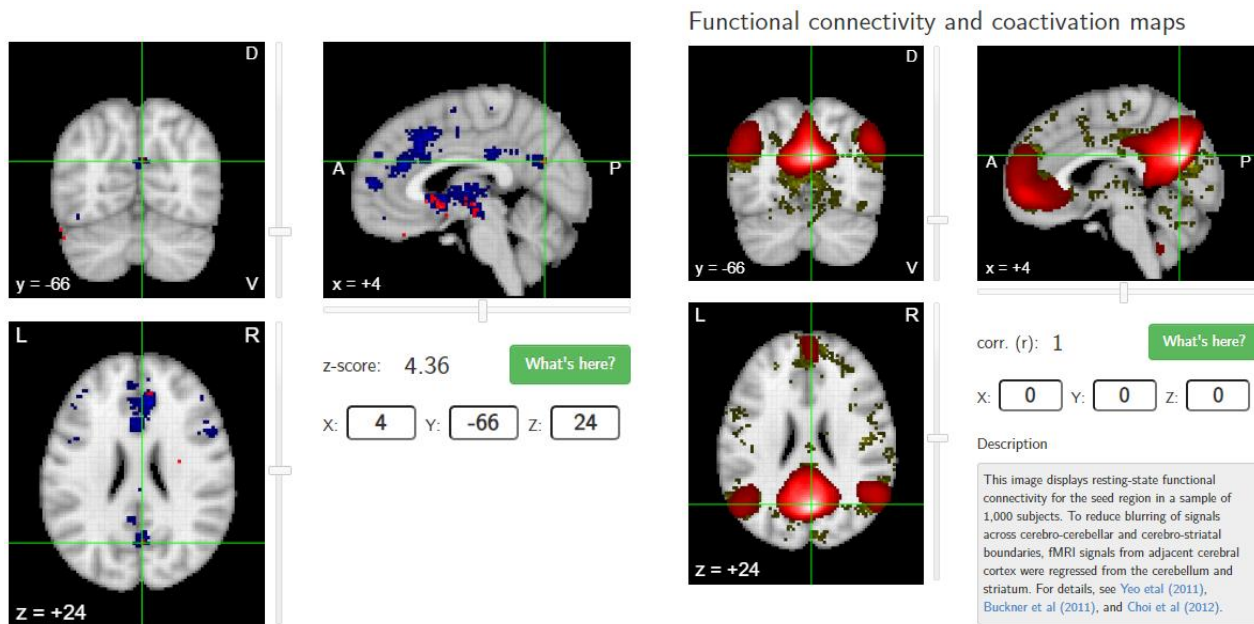 Functional connectivity and coactivation maps
D
y = -66
V
A
P
x = +4
L
R
z = +24
z-score: 4.36
What's here?
X: 4 Y: -66 Z: 24
D
y = -66
V
A
P
x = +4
L
R
z = +24
corr. (r): 1
What's here?
X: 0 Y: 0 Z: 0
Description
This image displays resting-state functional
connectivity for the seed region in a sample of
1,000 subjects. To reduce blurring of signals
across cerebro-cerebellar and cerebro-striatal
boundaries, fMRI signals from adjacent cerebral
cortex were regressed from the cerebellum and
striatum. For details, see Yeo etal (2011),
Buckner et al (2011), and Choi et al (2012).